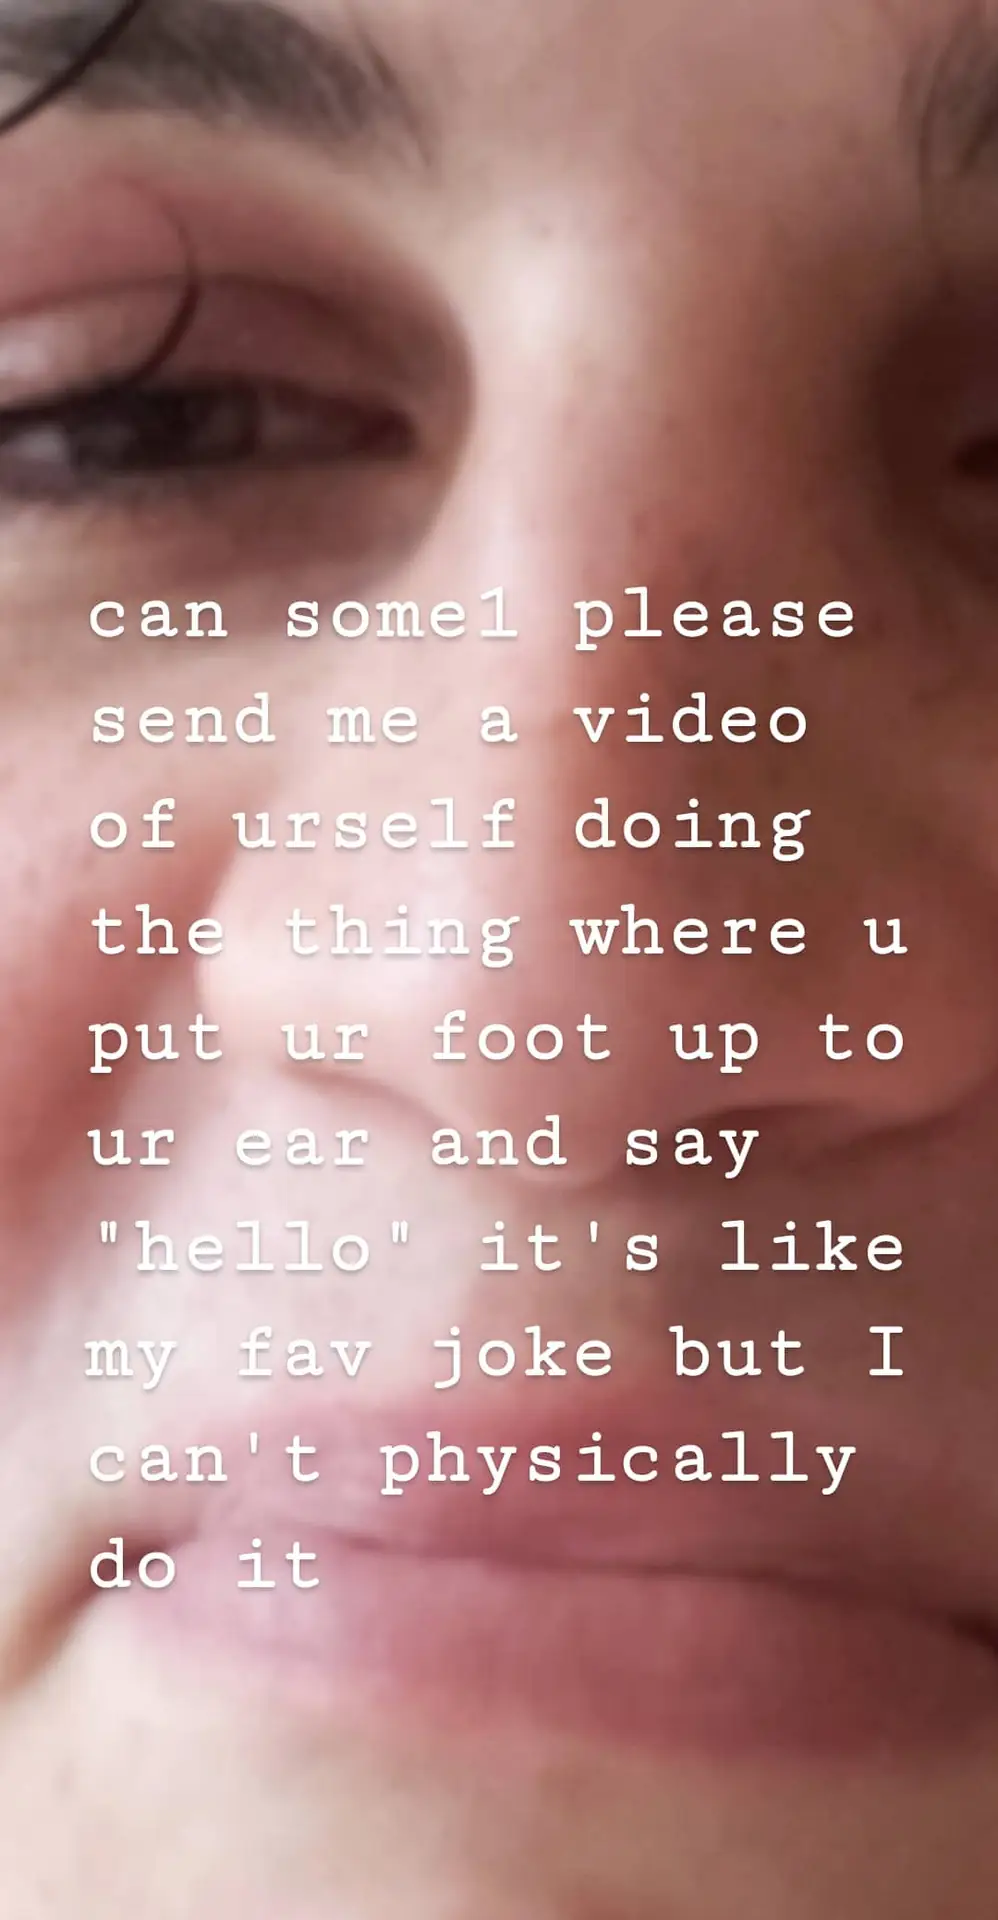 can some1 please
send me a video
of urself doing
the thing where u
put ur foot up to
ur ear and say
"hello" it's like
my fav joke but I
can't physically
do it